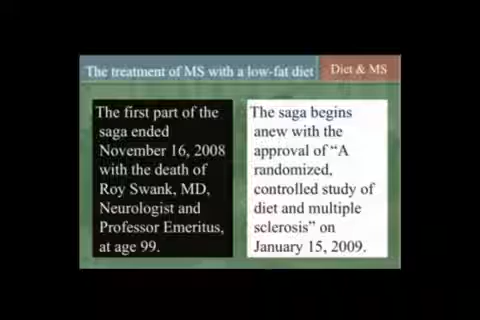 The treatment of MS with a low-fat diet
Diet & MS
The first part of the
saga ended
November 16, 2008
with the death of
Roy Swank, MD,
Neurologist and
Professor Emeritus,
at age 99.
The saga begins
anew with the
approval of “A
randomized,
controlled study of
diet and multiple
sclerosis” on
January 15, 2009.